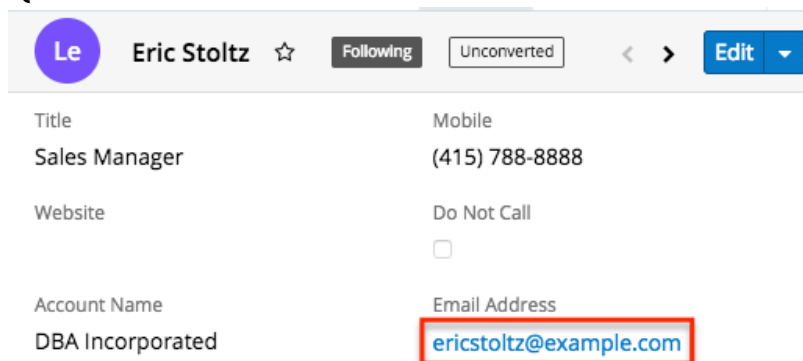 Le Eric Stoltz Following Unconverted Edit
Title Mobile
Sales Manager (415) 788-8888
Website Do Not Call
Account Name Email Address
DBA Incorporated ericstoltz@example.com